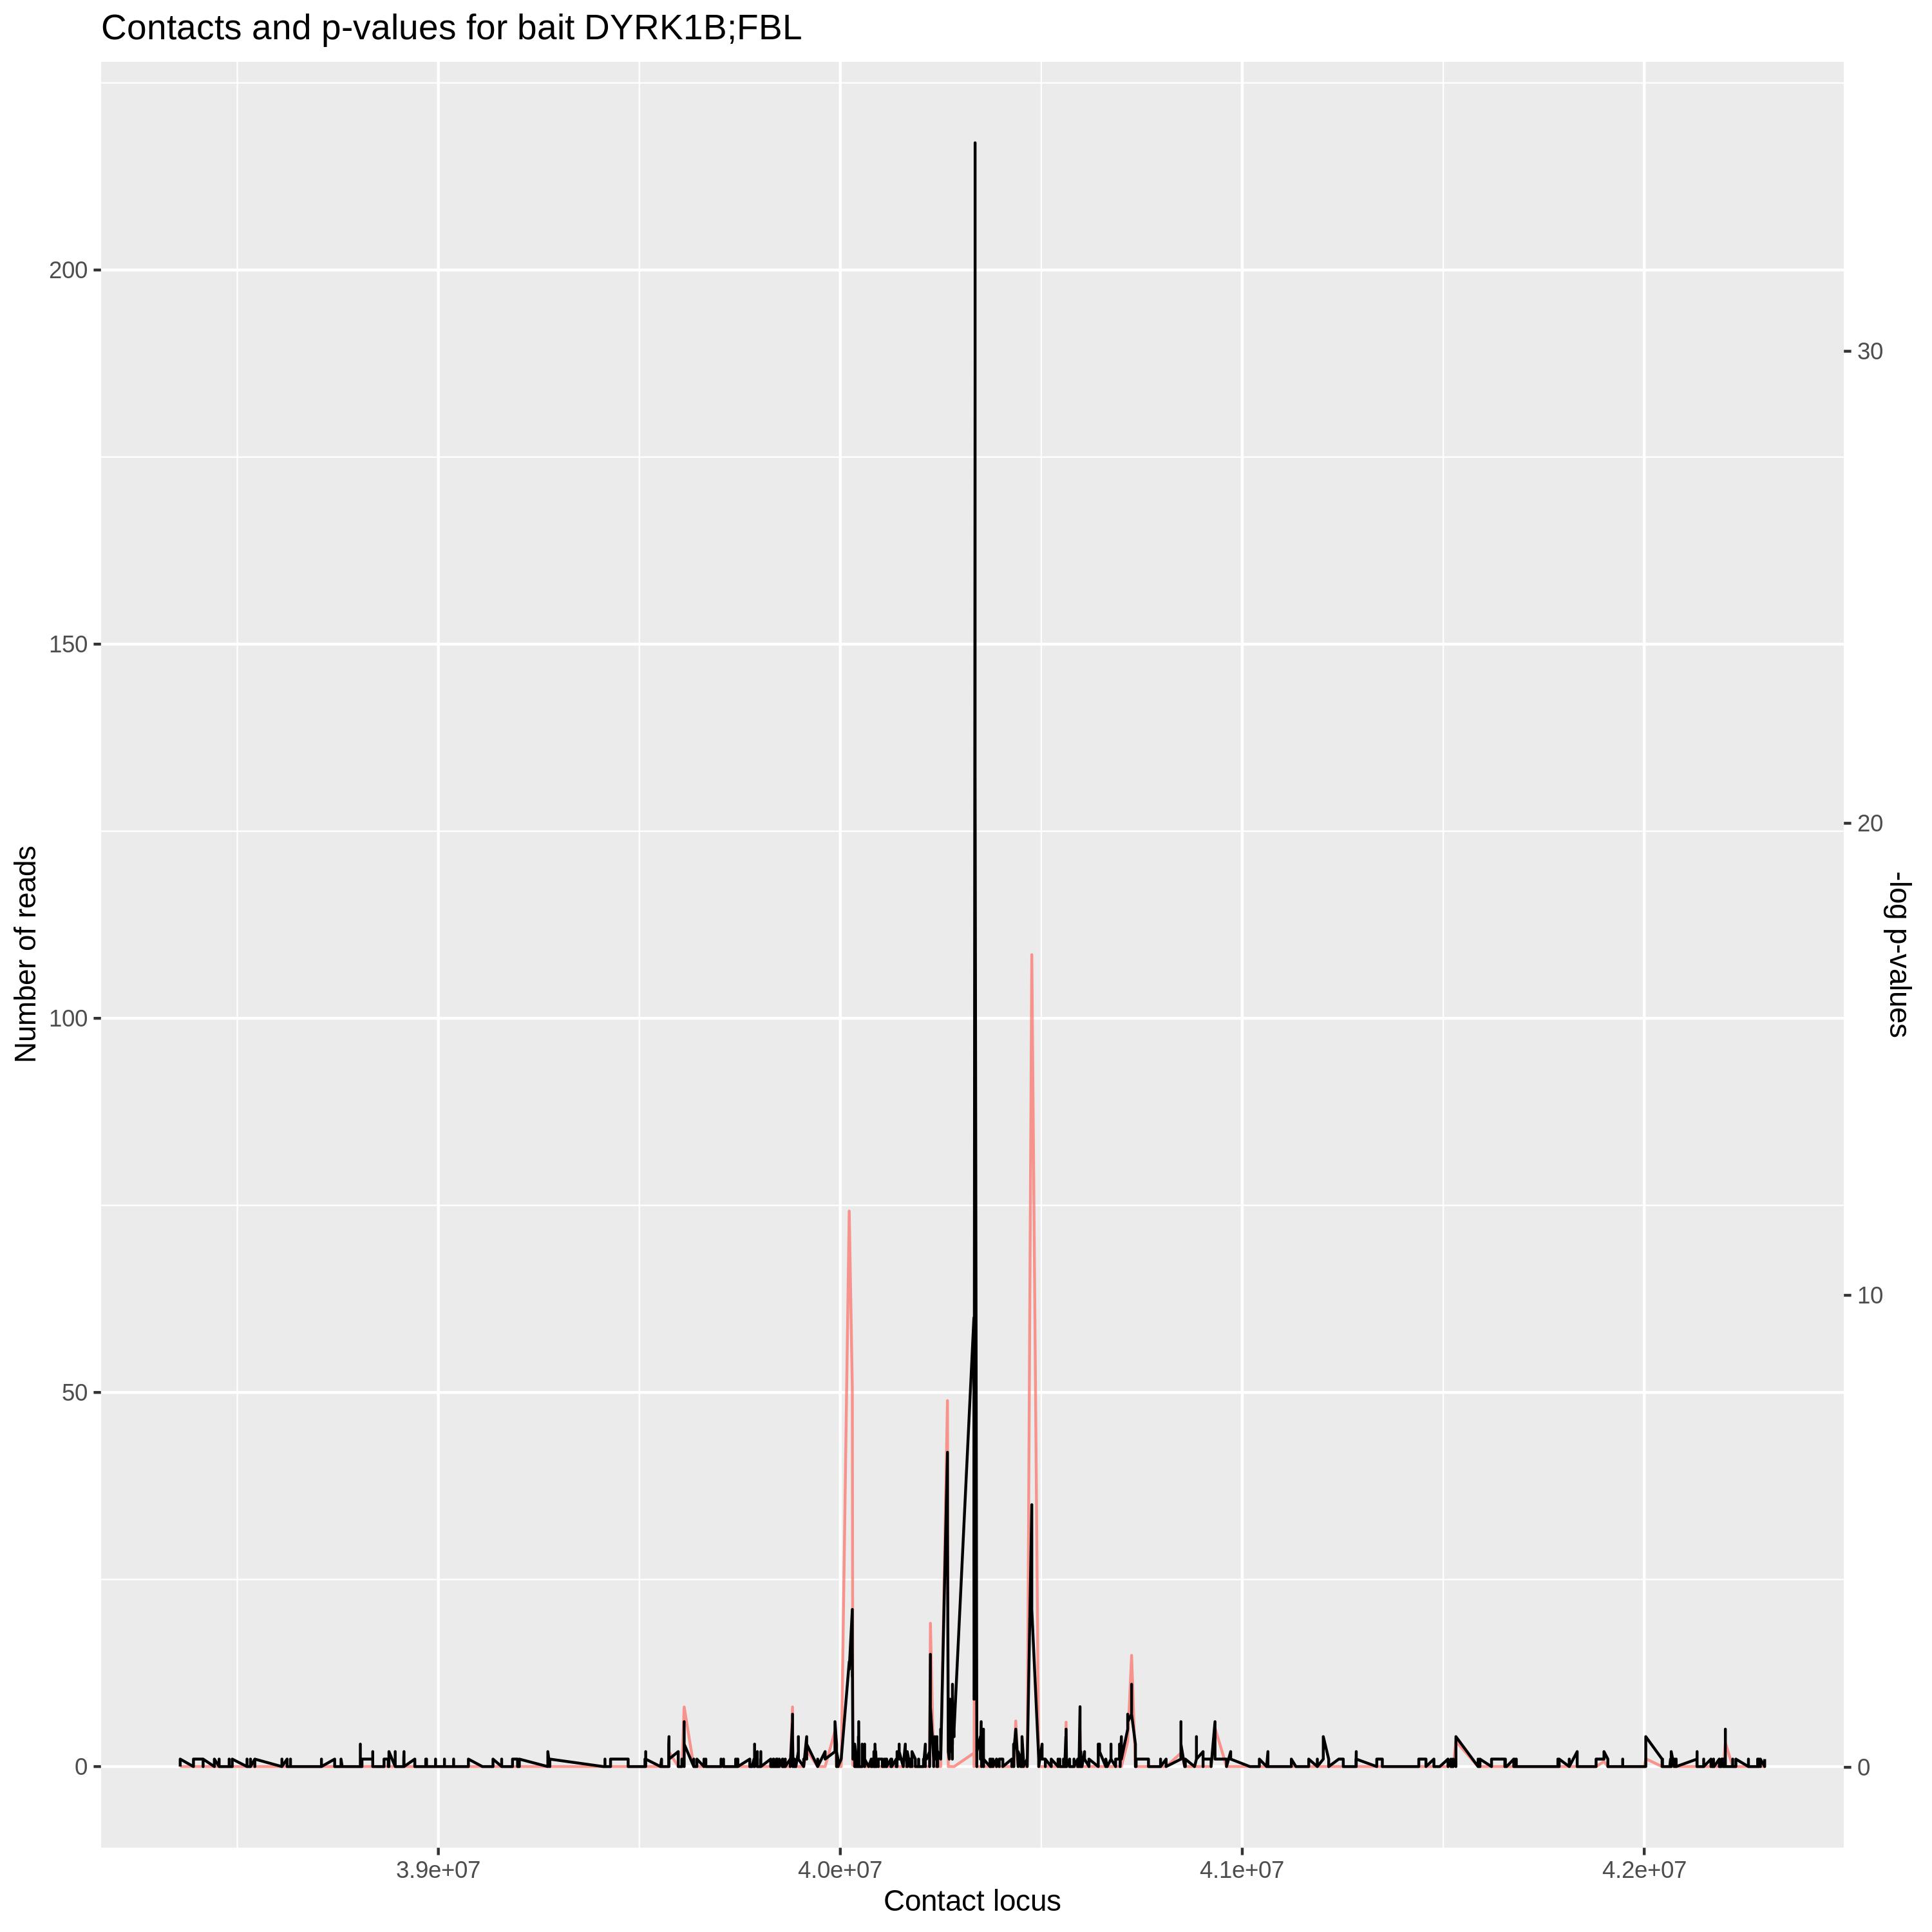 Contacts and p-values for bait DYRK1B;FBL
200
150
100
50
0
Number of reads
30
20
10
0
-log p-values
3.9e+07
4.0e+07
4.1e+07
4.2e+07
Contact locus